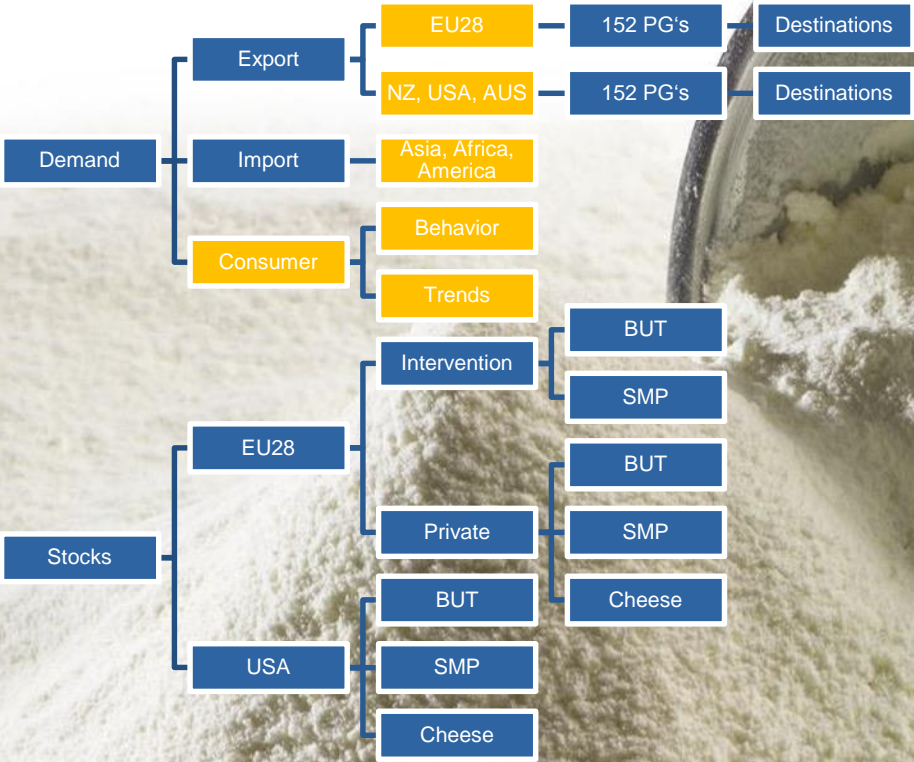 EU28
152 PG‘s
Destinations
Export
NZ, USA, AUS
152 PG‘s
Destinations
Demand
Import
Asia, Africa,
America
Behavior
Consumer
Trends
BUT
Intervention
SMP
EU28
BUT
Private
SMP
Stocks
Cheese
BUT
USA
SMP
Cheese